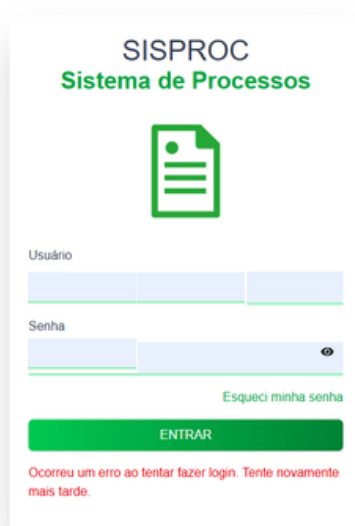 SISPROC
Sistema de Processos
Usuário
Senha
Esqueci minha senha
ENTRAR
Ocorreu um erro ao tentar fazer login. Tente novamente
mais tarde.